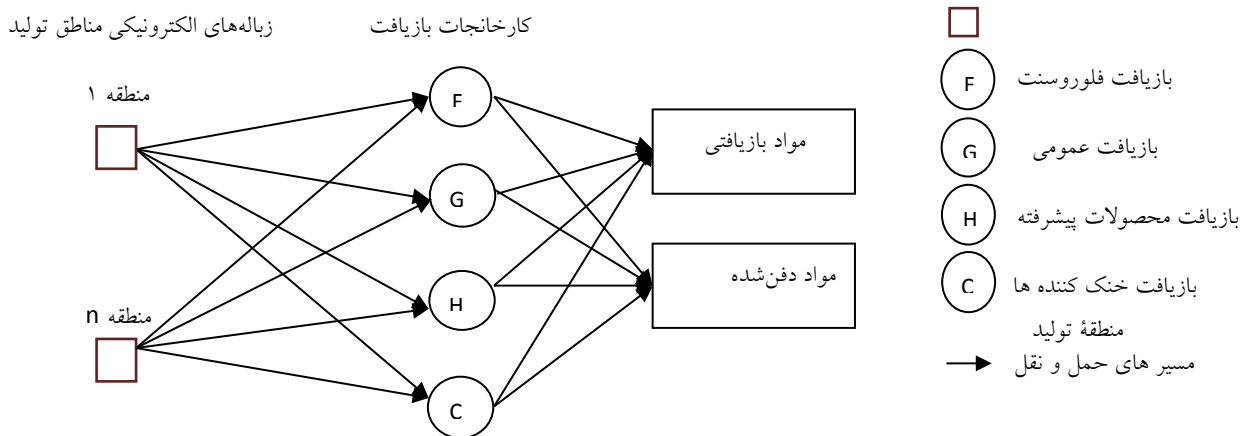 زباله‌های الکترونیکی مناطق تولید
کارخانجات بازیافت
منطقه ۱
منطقه n
F
G
H
C
مواد بازیافتی
مواد دفن‌شده
F
بازیافت فلوروسنت
G
بازیافت عمومی
H
بازیافت محصولات پیشرفته
C
بازیافت خنک کننده ها
منطقهٔ تولید
مسیر های حمل و نقل